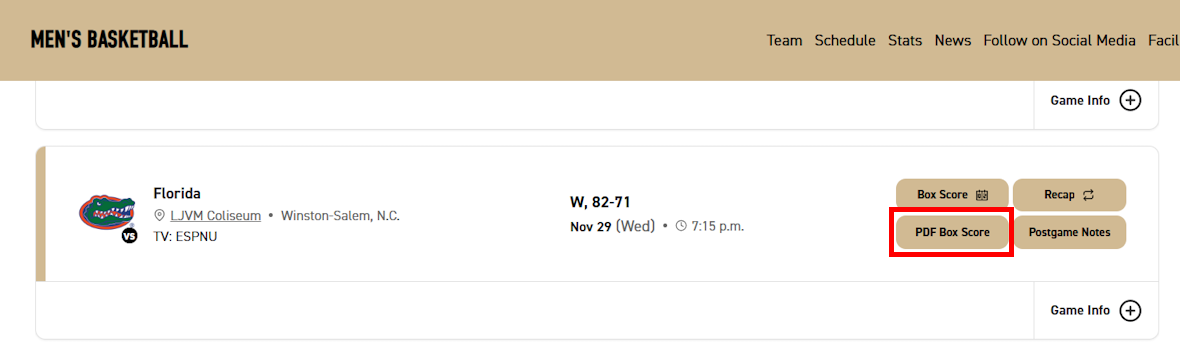 MEN'S BASKETBALL
Team Schedule Stats News Follow on Social Media Facil
Game Info
Florida
LJVM Coliseum • Winston-Salem, N.C.
TV: ESPNU
VS
W, 82-71
Nov 29 (Wed) • 7:15 p.m.
Box Score
Recap
PDF Box Score
Postgame Notes
Game Info